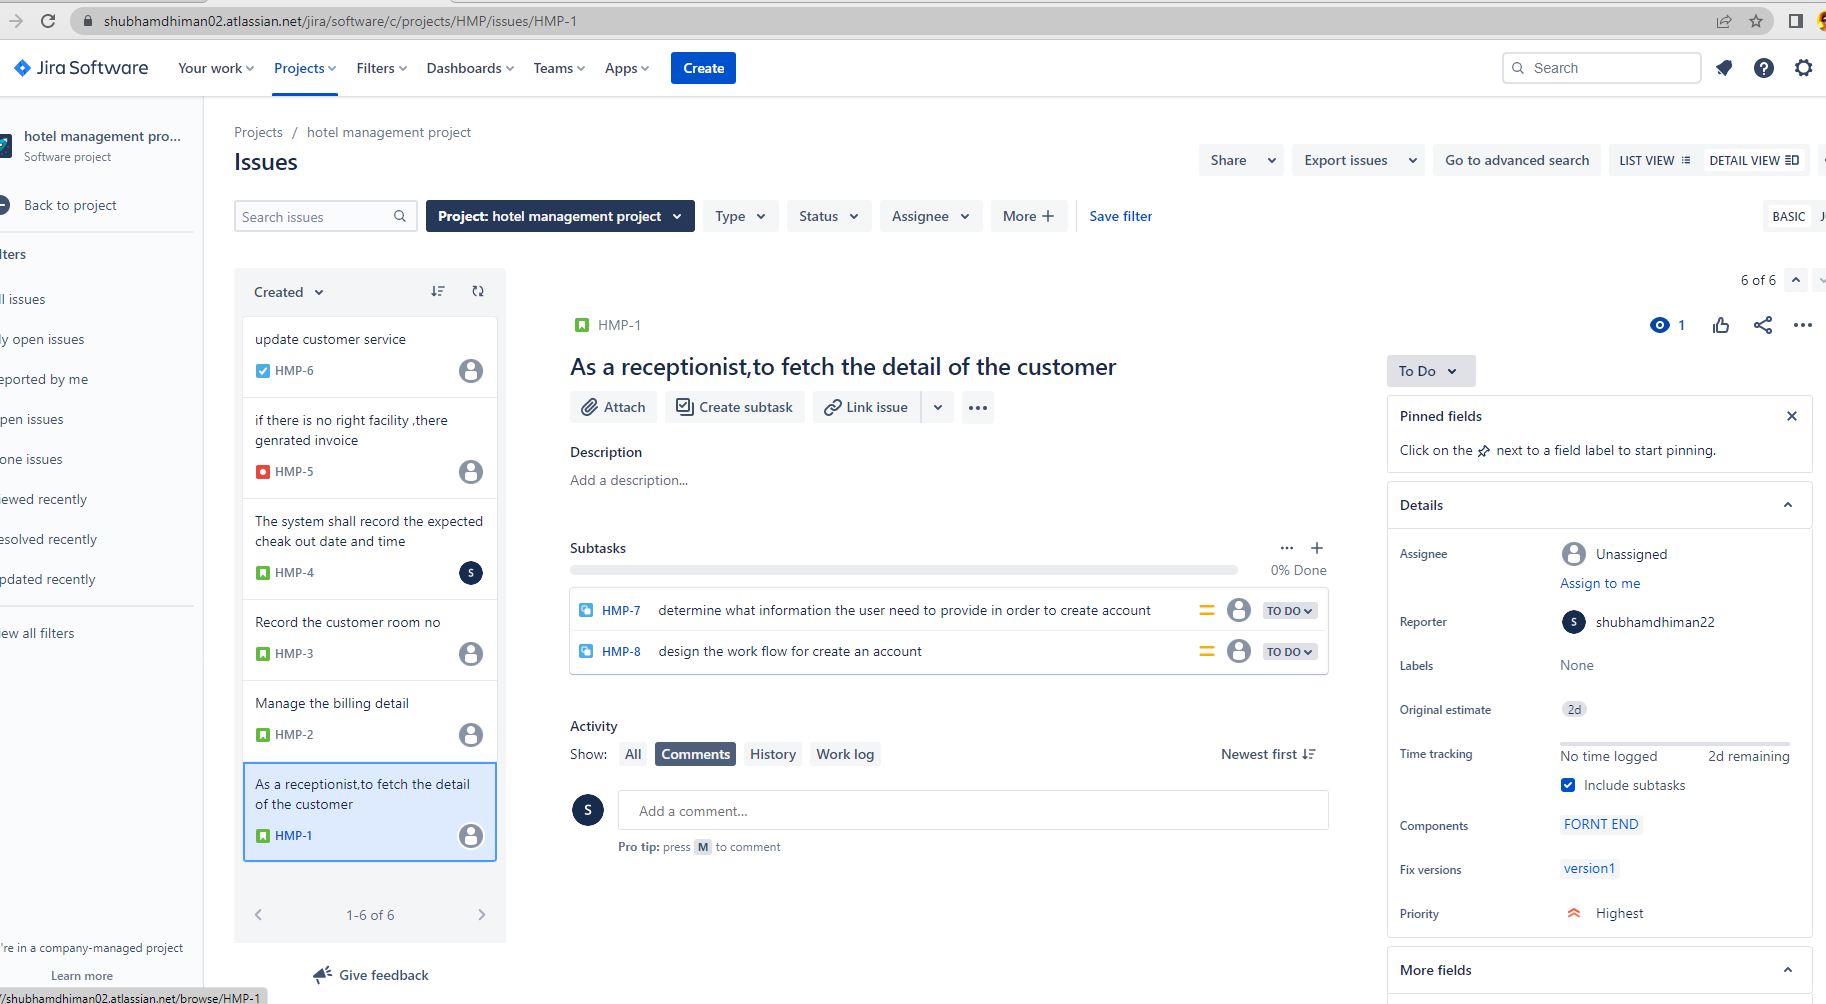 shubhamdhiman02.atlassian.net/jira/software/c/projects/HMP/issues/HMP-1
Jira Software
Your work
Projects
Filters
Dashboards
Teams
Apps
Create
Search
hotel management pro...
Software project
Back to project
lters
ll issues
ly open issues
eported by me
pen issues
one issues
iewed recently
esolved recently
pdated recently
iew all filters
're in a company-managed project
Learn more
//shubhamdhiman02.atlassian.net/browse/HMP-1
Projects / hotel management project
Issues
Share
Export issues
Go to advanced search
LIST VIEW
DETAIL VIEW
Search issues
Project: hotel management project
Type
Status
Assignee
More
Save filter
BASIC
Created
update customer service
HMP-6
if there is no right facility ,there
genrated invoice
HMP-5
The system shall record the expected
cheak out date and time
HMP-4
S
Record the customer room no
HMP-3
Manage the billing detail
HMP-2
As a receptionist,to fetch the detail
of the customer
HMP-1
1-6 of 6
Give feedback
6 of 6
HMP-1
1
As a receptionist,to fetch the detail of the customer
Attach
Create subtask
Link issue
Description
Add a description...
Subtasks
0% Done
HMP-7 determine what information the user need to provide in order to create account TO DO
HMP-8 design the work flow for create an account TO DO
Activity
Show: All Comments History Work log
Newest first
S
Add a comment...
Pro tip: press M to comment
To Do
Pinned fields
Click on the next to a field label to start pinning.
Details
Assignee
Unassigned
Assign to me
Reporter
S
shubhamdhiman22
Labels
None
Original estimate
2d
Time tracking
No time logged
2d remaining
Include subtasks
Components
FORNT END
Fix versions
version1
Priority
Highest
More fields